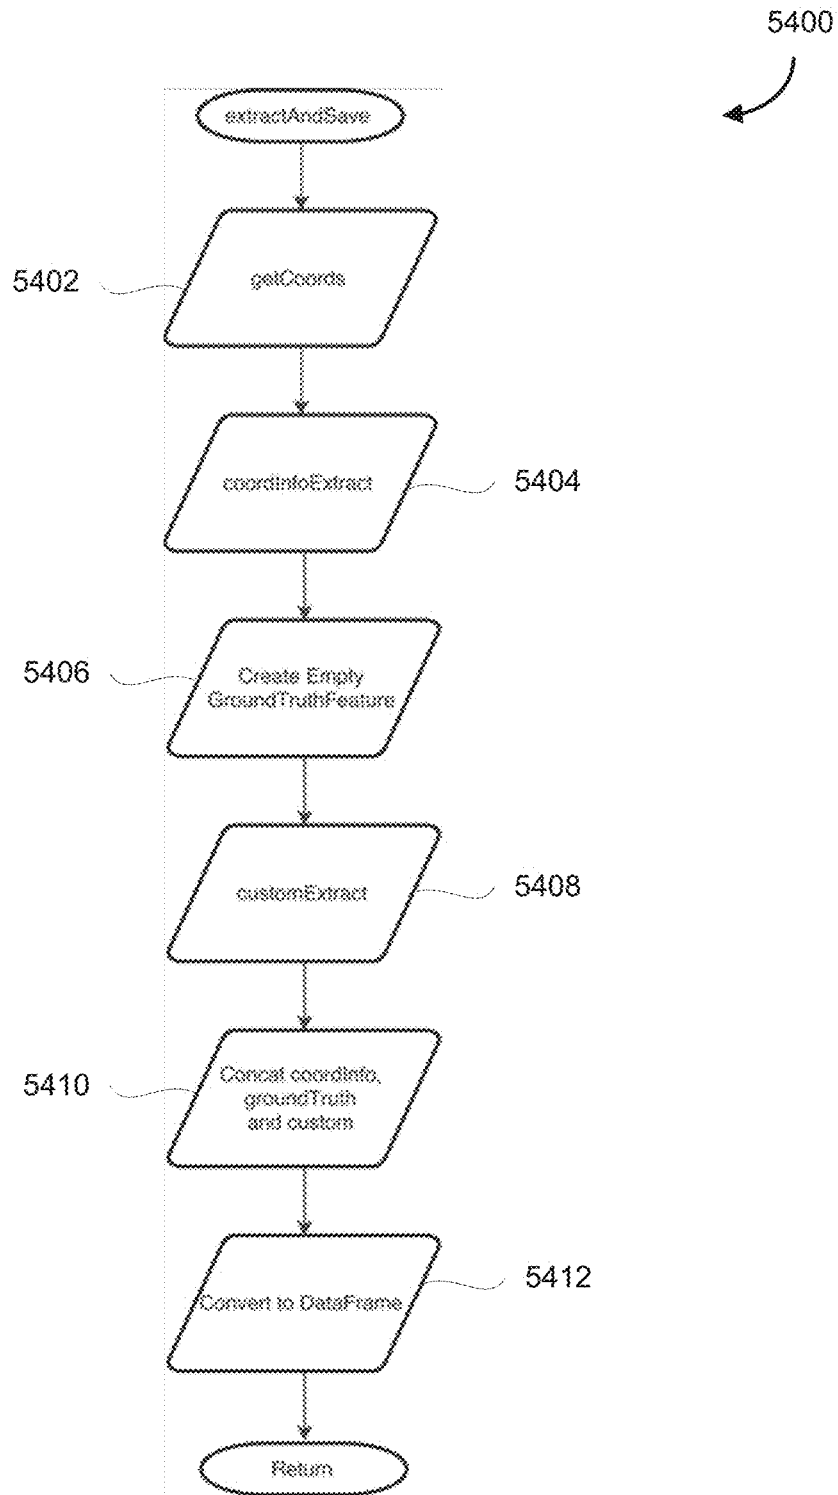 5400
extractAndSave
5402
getCoords
coordInfoExtract
5404
5406
Create Empty
GroundTruthFeature
customExtract
5408
5410
Concat coordInfo,
groundTruth
and custom
Convert to DataFrame
5412
Return